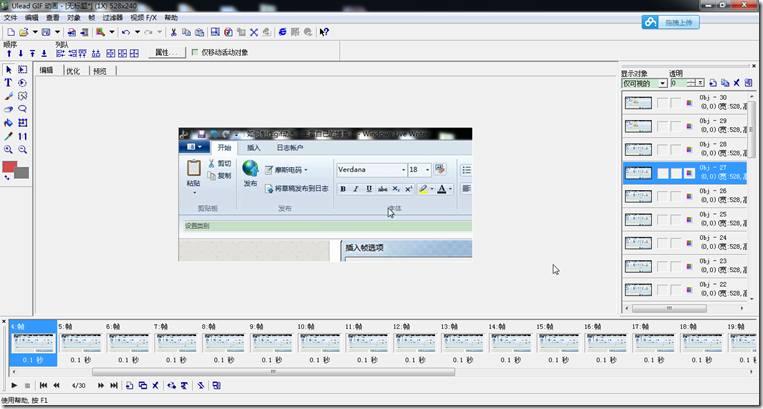 Ulead GIF 动画 - [无标题*] (1X) 528x240
文件 编辑 查看 对象 帧 过滤器 视频 F/X 帮助
拖拽上传
顺序 列队
属性... 仅移动活动对象
编辑 优化 预览
显示对象 透明
仅可视的 0
Windows Live Write
开始 插入 日志帐户
粘贴 剪切 复制
发布 摩斯电码 将草稿发布到日志
Verdana 18
B I U abc X₂ X²
剪贴板 发布 字体
设置类别
插入帧选项
Obj - 30
(0,0)(宽:528,高
Obj - 29
(0,0)(宽:528,高
Obj - 28
(0,0)(宽:528,高
Obj - 27
(0,0)(宽:528,高
Obj - 26
(0,0)(宽:528,高
Obj - 25
(0,0)(宽:528,高
Obj - 24
(0,0)(宽:528,高
Obj - 23
(0,0)(宽:528,高
Obj - 22
(0,0)(宽:528,高
4:帧 5:帧 6:帧 7:帧 8:帧 9:帧 10:帧 11:帧 12:帧 13:帧 14:帧 15:帧 16:帧 17:帧 18:帧 19:帧
0.1 秒 0.1 秒 0.1 秒 0.1 秒 0.1 秒 0.1 秒 0.1 秒 0.1 秒 0.1 秒 0.1 秒 0.1 秒 0.1 秒 0.1 秒 0.1 秒 0.1 秒 0.1
4/30
使用帮助, 按 F1